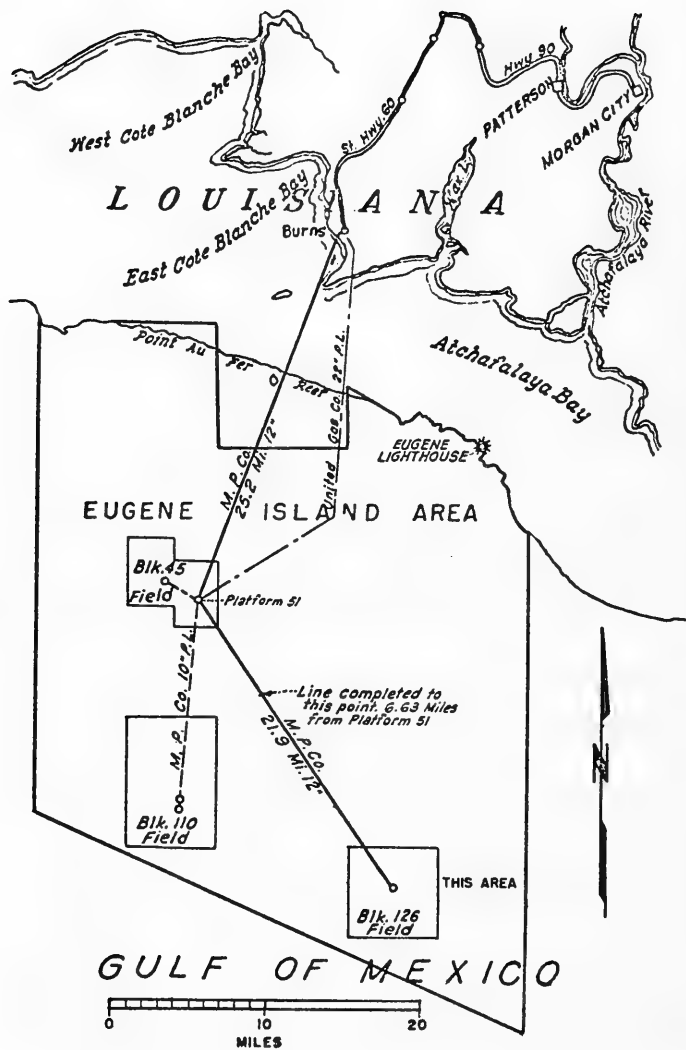 West Cote Blanche Bay
St. Hwy. 60
Hwy 90
PATTERSON
MORGAN CITY
LOUISIANA
Wax L.
Burns
East Cote Blanche Bay
Atchafalaya River
Point Au Fer Reef
Atchafalaya Bay
EUGENE
LIGHTHOUSE
M. P. Co.
25.2 Mi. 12"
United Gas Co. 22" P.L.
EUGENE ISLAND AREA
Blk. 45
Field
Platform 51
M. P. Co. 10" P.L.
Line completed to
this point. 6.63 Miles
from Platform 51
M. P. Co.
21.9 Mi. 12"
N
Blk. 110
Field
THIS AREA
Blk. 126
Field
GULF OF MEXICO
0 10 20
MILES